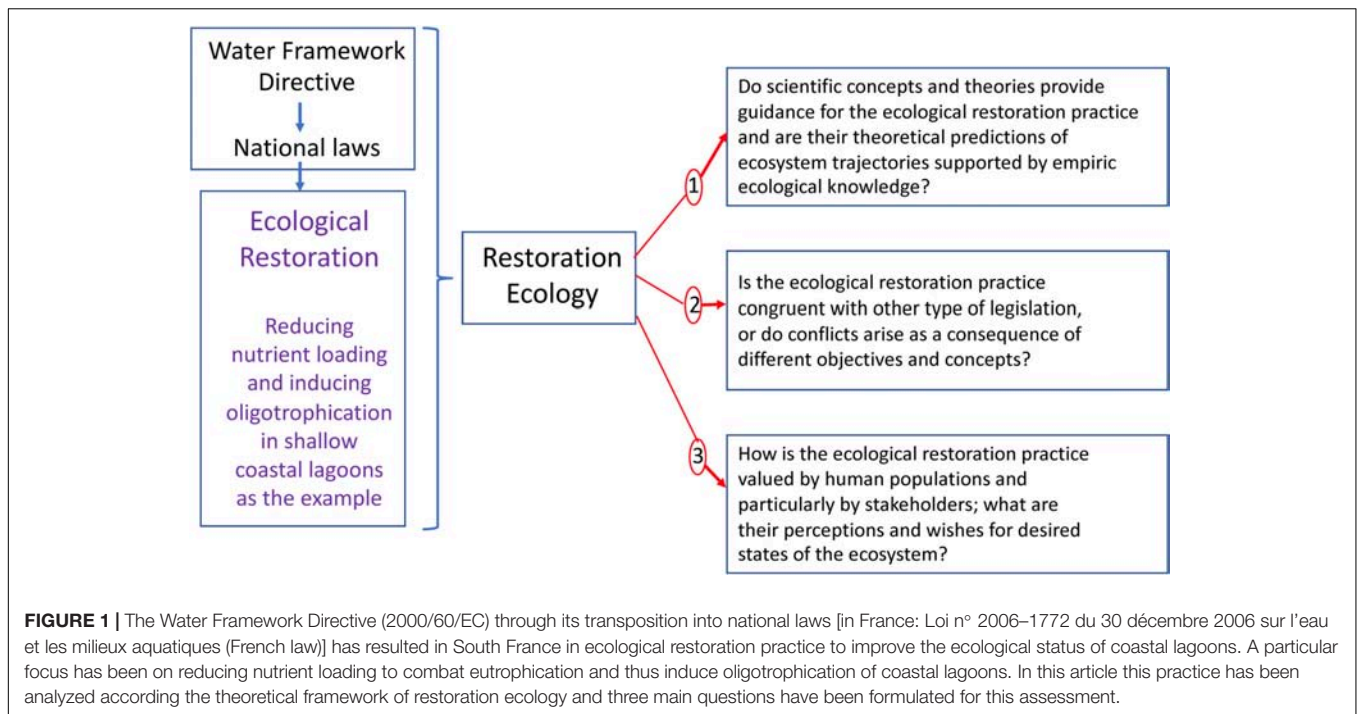 Water Framework
Directive
National laws
Ecological
Restoration
Reducing
nutrient loading
and inducing
oligotrophication
in shallow
coastal lagoons
as the example
Restoration
Ecology
1
Do scientific concepts and theories provide
guidance for the ecological restoration practice
and are their theoretical predictions of
ecosystem trajectories supported by empiric
ecological knowledge?
2
Is the ecological restoration practice
congruent with other type of legislation,
or do conflicts arise as a consequence of
different objectives and concepts?
3
How is the ecological restoration practice
valued by human populations and
particularly by stakeholders; what are
their perceptions and wishes for desired
states of the ecosystem?
FIGURE 1 | The Water Framework Directive (2000/60/EC) through its transposition into national laws [in France: Loi n° 2006–1772 du 30 décembre 2006 sur l'eau
et les milieux aquatiques (French law)] has resulted in South France in ecological restoration practice to improve the ecological status of coastal lagoons. A particular
focus has been on reducing nutrient loading to combat eutrophication and thus induce oligotrophication of coastal lagoons. In this article this practice has been
analyzed according the theoretical framework of restoration ecology and three main questions have been formulated for this assessment.